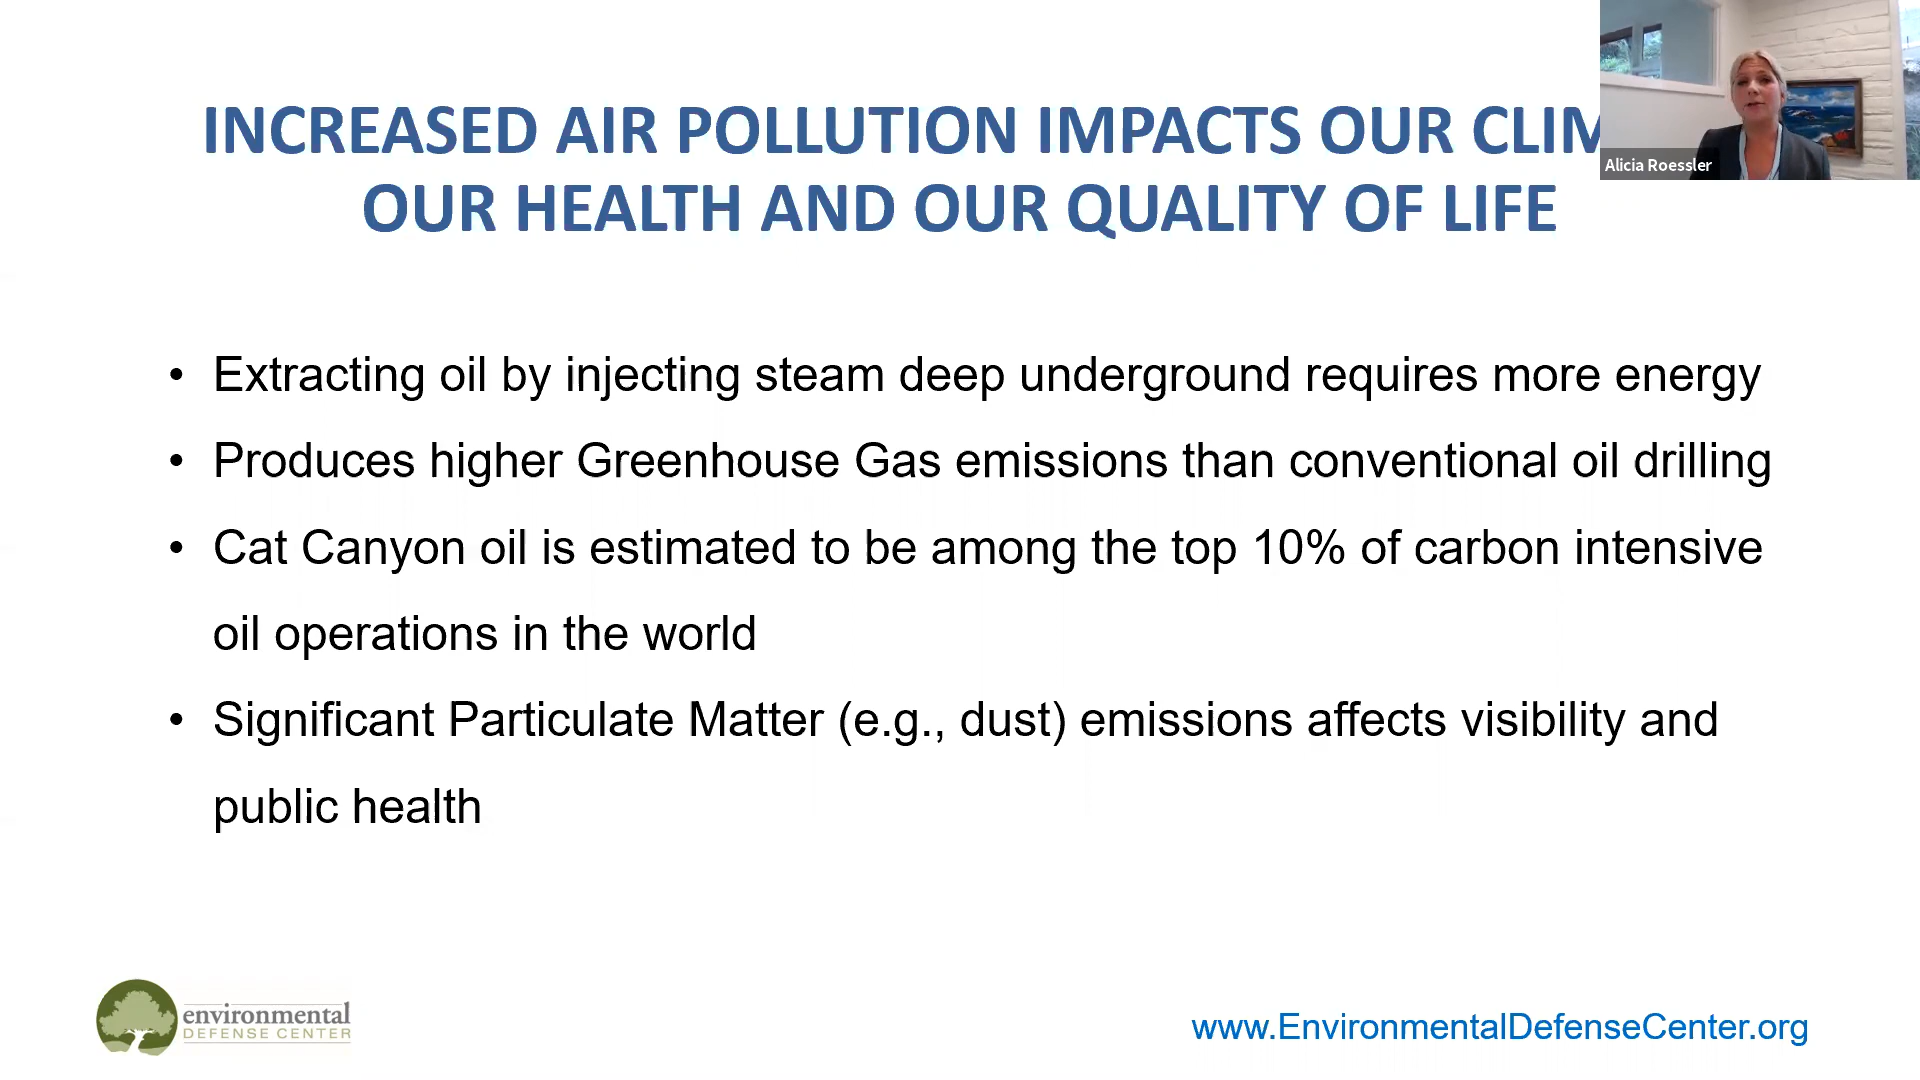 INCREASED AIR POLLUTION IMPACTS OUR CLIM
OUR HEALTH AND OUR QUALITY OF LIFE
Alicia Roessler
• Extracting oil by injecting steam deep underground requires more energy
• Produces higher Greenhouse Gas emissions than conventional oil drilling
• Cat Canyon oil is estimated to be among the top 10% of carbon intensive
oil operations in the world
• Significant Particulate Matter (e.g., dust) emissions affects visibility and
public health
environmental
DEFENSE CENTER
www.EnvironmentalDefenseCenter.org